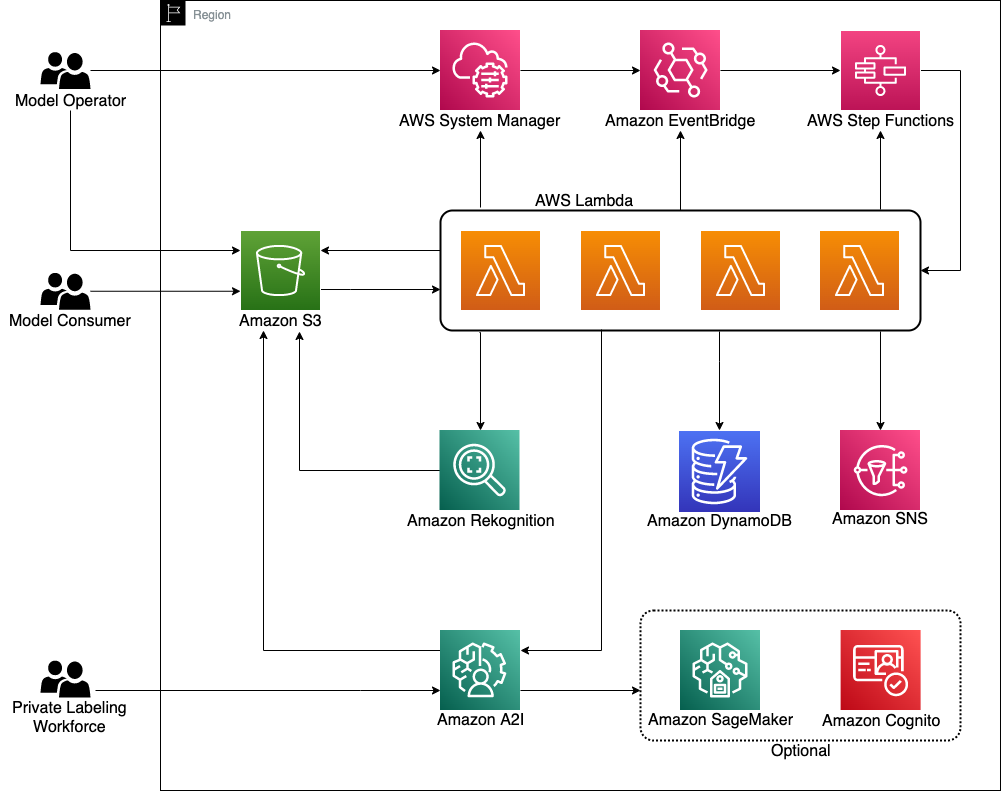 Region
Model Operator
AWS System Manager
Amazon EventBridge
AWS Step Functions
AWS Lambda
Model Consumer
Amazon S3
Amazon Rekognition
Amazon DynamoDB
Amazon SNS
Private Labeling
Workforce
Amazon A2I
Amazon SageMaker
Amazon Cognito
Optional